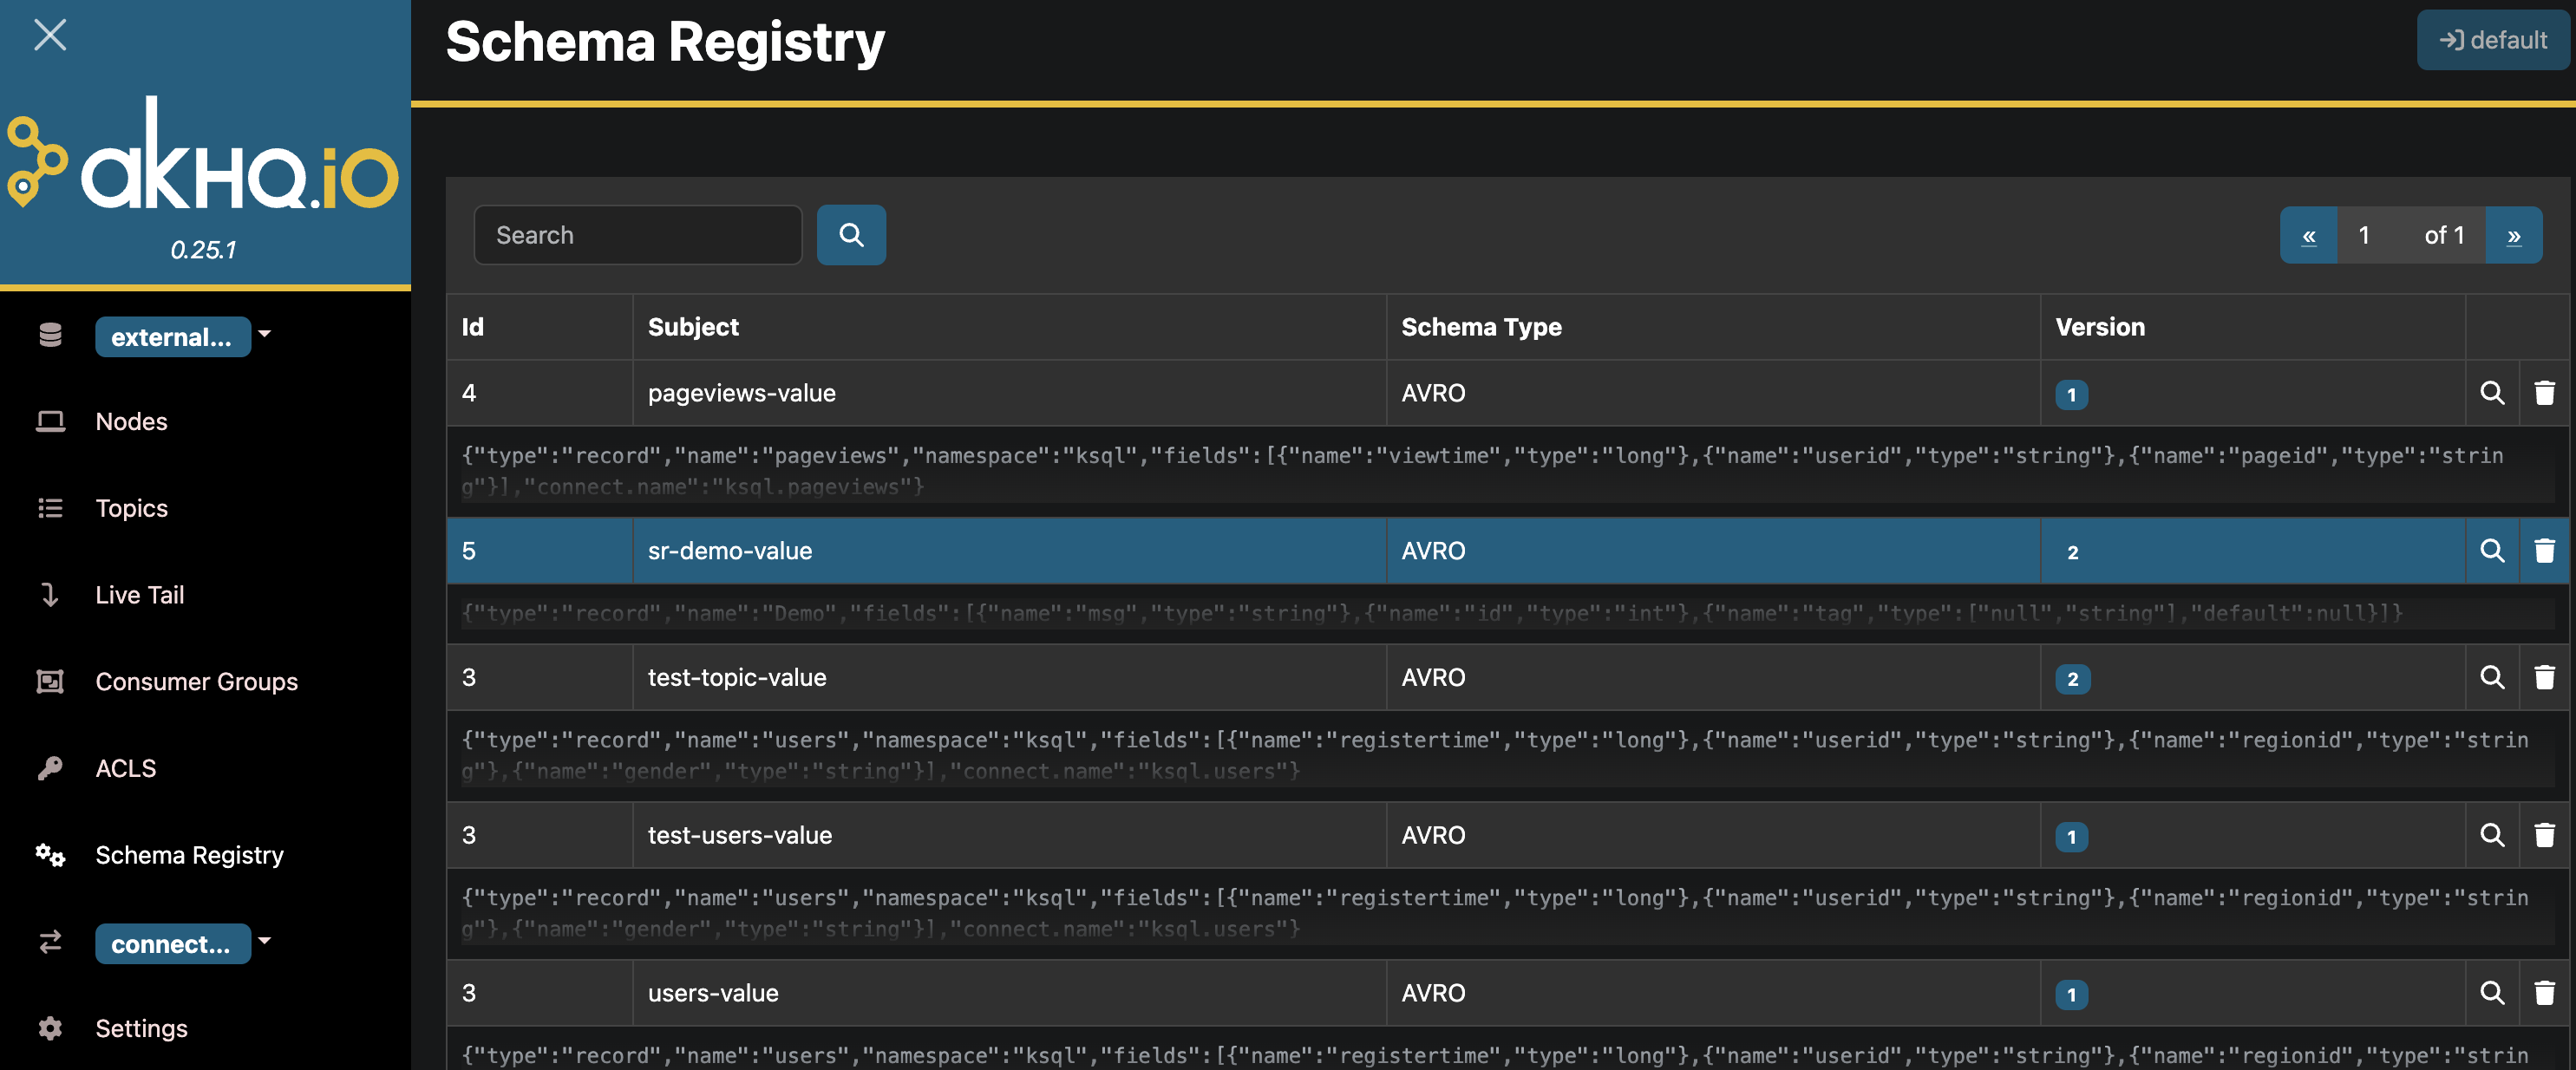 Schema Registry
default
akHQ.io
0.25.1
external...
Nodes
Topics
Live Tail
Consumer Groups
ACLS
Schema Registry
connect...
Settings
Search
« 1 of 1 »
Id Subject Schema Type Version
4 pageviews-value AVRO 1
{"type":"record","name":"pageviews","namespace":"ksql","fields":[{"name":"viewtime","type":"long"},{"name":"userid","type":"string"},{"name":"pageid","type":"strin
g"}],"connect.name":"ksql.pageviews"}
5 sr-demo-value AVRO 2
{"type":"record","name":"Demo","fields":[{"name":"msg","type":"string"},{"name":"id","type":"int"},{"name":"tag","type":["null","string"],"default":null}]}
3 test-topic-value AVRO 2
{"type":"record","name":"users","namespace":"ksql","fields":[{"name":"registertime","type":"long"},{"name":"userid","type":"string"},{"name":"regionid","type":"strin
g"},{"name":"gender","type":"string"}],"connect.name":"ksql.users"}
3 test-users-value AVRO 1
{"type":"record","name":"users","namespace":"ksql","fields":[{"name":"registertime","type":"long"},{"name":"userid","type":"string"},{"name":"regionid","type":"strin
g"},{"name":"gender","type":"string"}],"connect.name":"ksql.users"}
3 users-value AVRO 1
{"type":"record","name":"users","namespace":"ksql","fields":[{"name":"registertime","type":"long"},{"name":"userid","type":"string"},{"name":"regionid","type":"strin